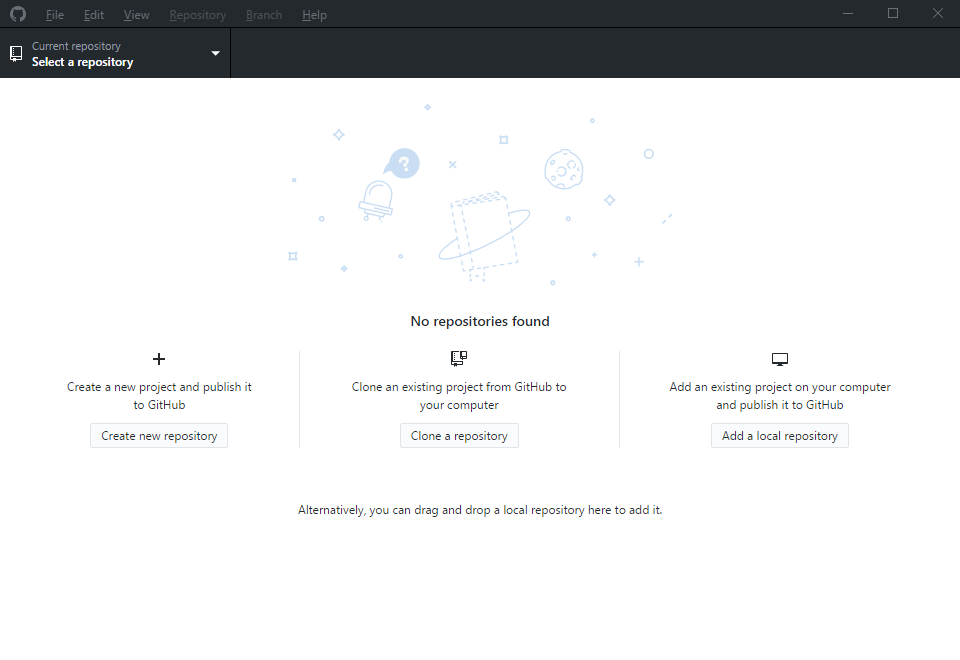 File Edit View Repository Branch Help
Current repository
Select a repository
?
No repositories found
Create a new project and publish it
to GitHub
Create new repository
Clone an existing project from GitHub to
your computer
Clone a repository
Add an existing project on your computer
and publish it to GitHub
Add a local repository
Alternatively, you can drag and drop a local repository here to add it.